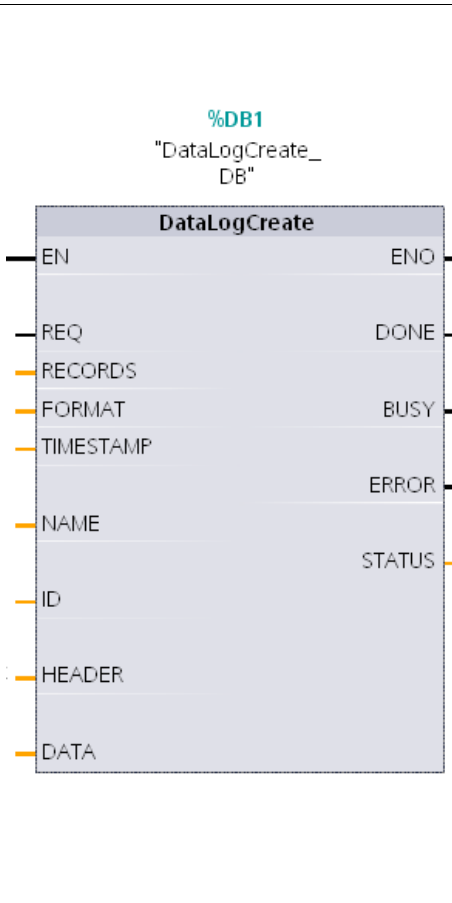 %DB1
"DataLogCreate_
DB"
DataLogCreate
EN ENO
REQ DONE
RECORDS
FORMAT BUSY
TIMESTAMP
ERROR
NAME
STATUS
ID
HEADER
DATA